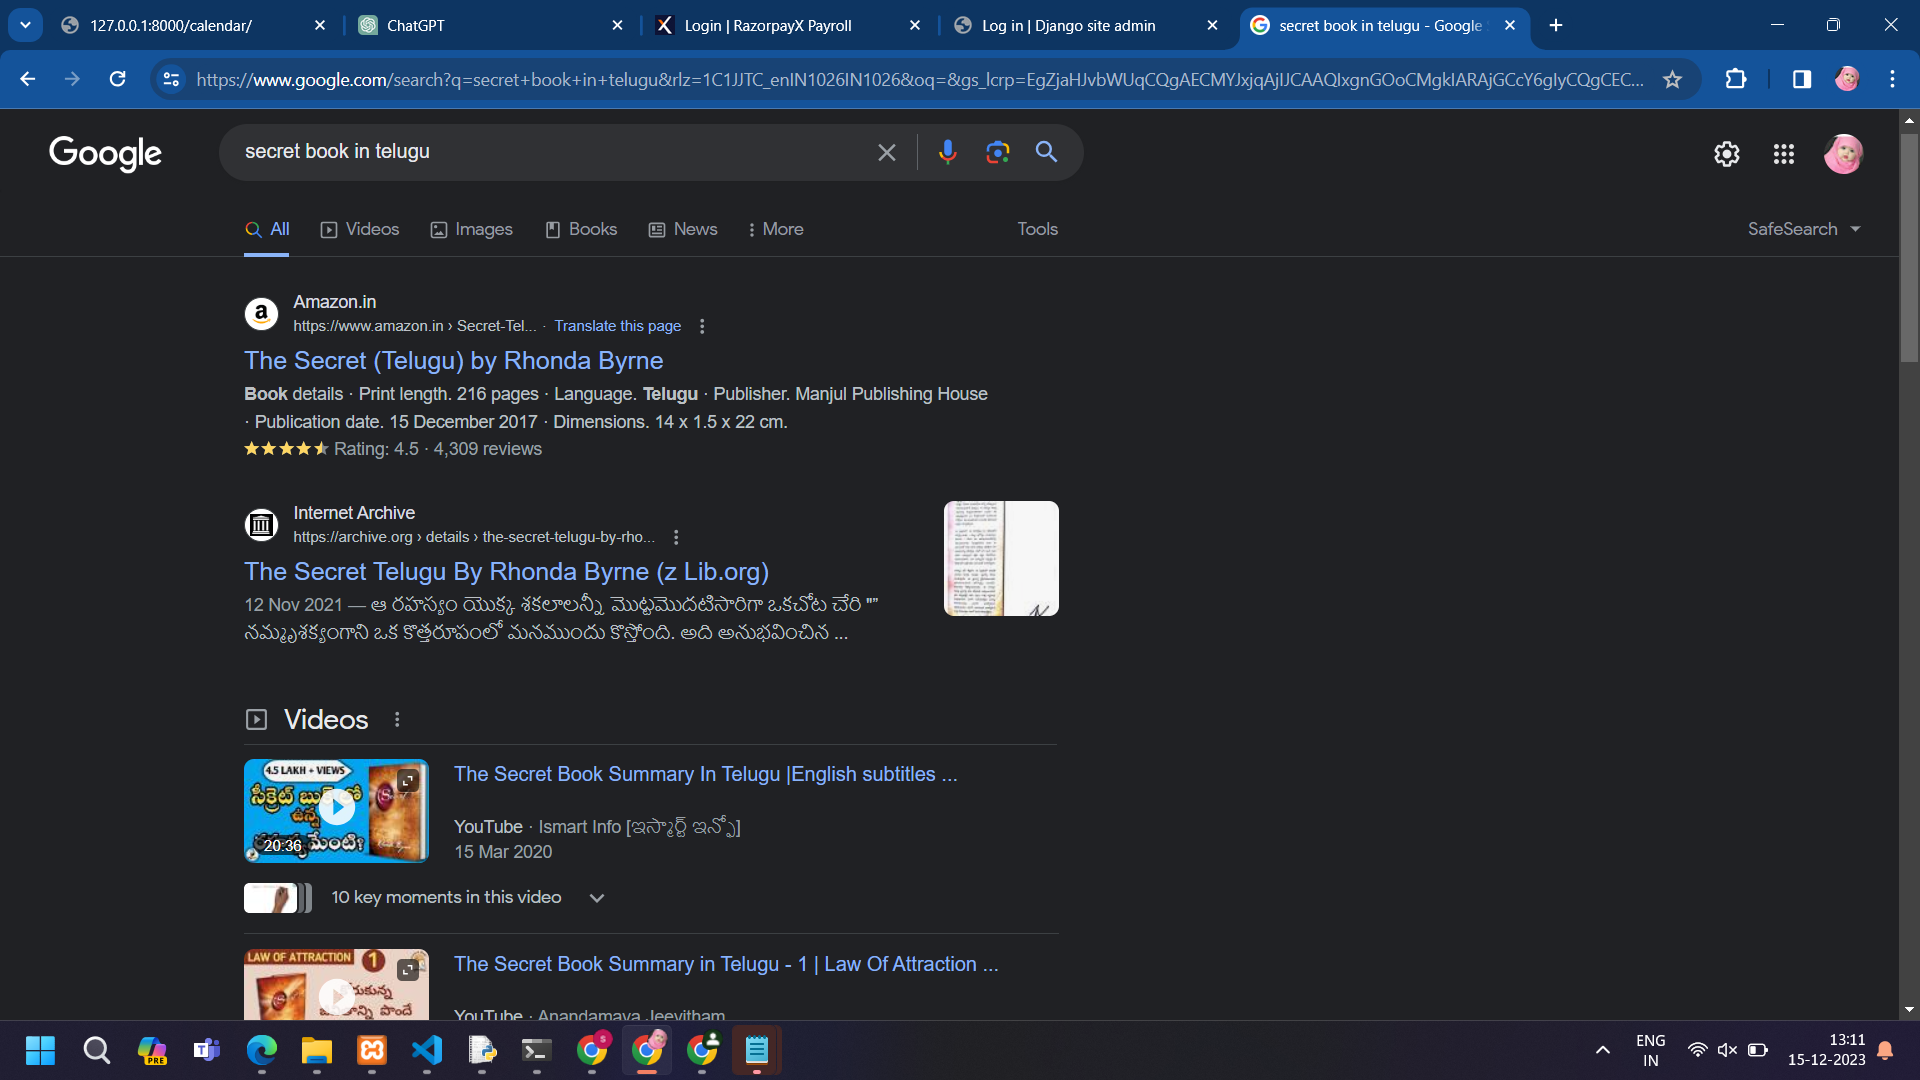 127.0.0.1:8000/calendar/
ChatGPT
Login | RazorpayX Payroll
Log in | Django site admin
secret book in telugu - Google
https://www.google.com/search?q=secret+book+in+telugu&rlz=1C1JJTC_enIN1026IN1026&oq=&gs_lcrp=EgZjaHJvbWUqCQgAECMYJxjqAjIJCAAQIxgnGOoCMgkIARAjGCcY6gIyCQgCEC...
Google
secret book in telugu
All
Videos
Images
Books
News
More
Tools
SafeSearch
a
Amazon.in
https://www.amazon.in › Secret-Tel... · Translate this page
The Secret (Telugu) by Rhonda Byrne
Book details · Print length. 216 pages · Language. Telugu · Publisher. Manjul Publishing House
· Publication date. 15 December 2017 · Dimensions. 14 x 1.5 x 22 cm.
Rating: 4.5 · 4,309 reviews
Internet Archive
https://archive.org › details › the-secret-telugu-by-rho...
The Secret Telugu By Rhonda Byrne (z Lib.org)
12 Nov 2021 — ఆ రహస్యం యొక్క శకలాలన్నీ మొట్టమొదటిసారిగా ఒకచోట చేరి "”
నమ్మశక్యంగాని ఒక కొత్తరూపంలో మనముందు కొస్తోంది. అది అనుభవించిన ...
Videos
4.5 LAKH + VIEWS
సీక్రెట్ బుక్ లో
ఉన్న
20:36
The Secret Book Summary In Telugu |English subtitles ...
YouTube · Ismart Info [ఇస్మార్ట్ ఇన్ఫో]
15 Mar 2020
10 key moments in this video
LAW OF ATTRACTION 1
The Secret Book Summary in Telugu - 1 | Law Of Attraction ...
YouTube · Anandamaya Jeevitham
PRE
ENG
IN
13:11
15-12-2023